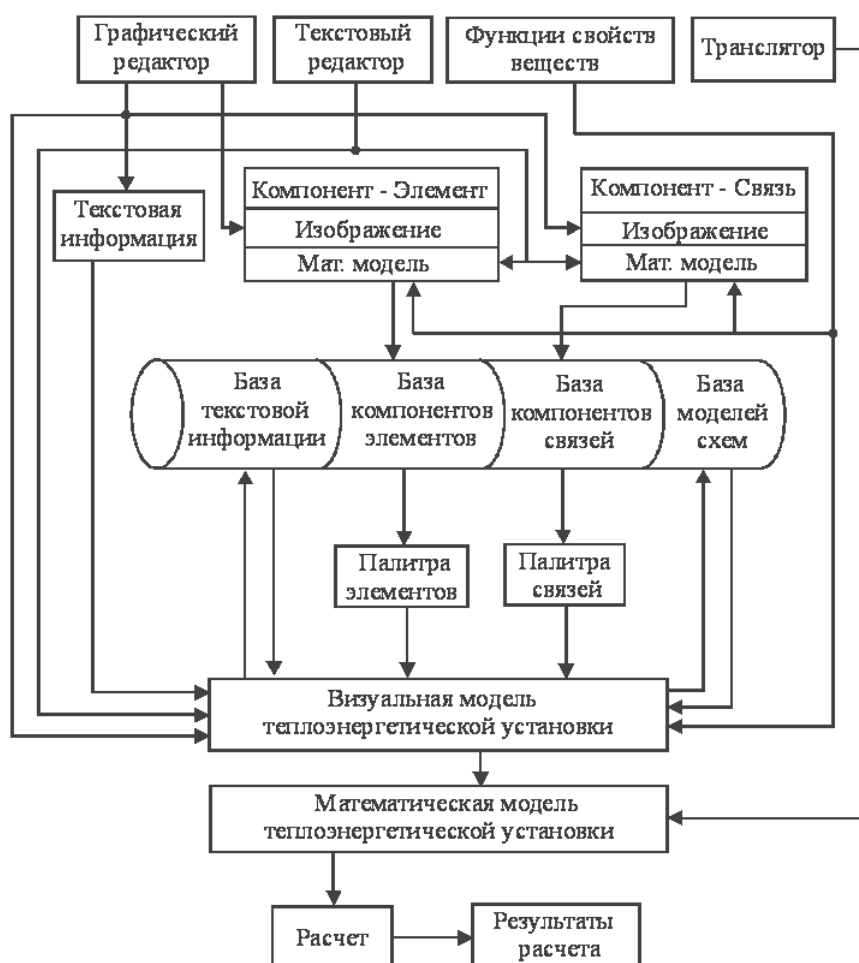 Графический
редактор
Текстовый
редактор
Функции свойств
веществ
Транслятор
Текстовая
информация
Компонент - Элемент
Изображение
Мат. модель
Компонент - Связь
Изображение
Мат. модель
База
текстовой
информации
База
компонентов
элементов
База
компонентов
связей
База
моделей
схем
Палитра
элементов
Палитра
связей
Визуальная модель
теплоэнергетической установки
Математическая модель
теплоэнергетической установки
Расчет
Результаты
расчета